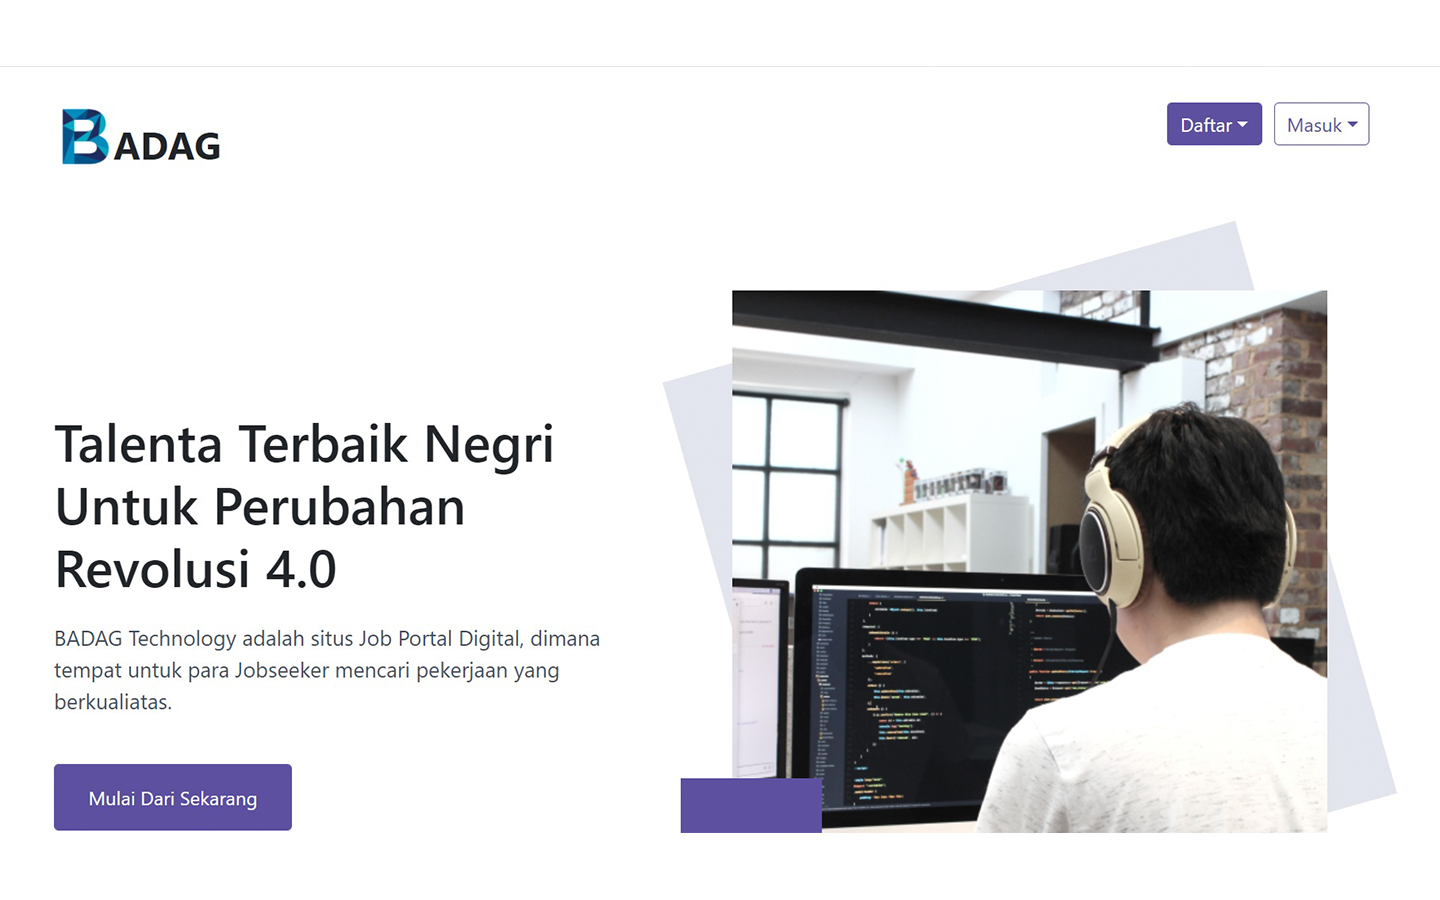 BADAG
Daftar
Masuk
Talenta Terbaik Negri
Untuk Perubahan
Revolusi 4.0
BADAG Technology adalah situs Job Portal Digital, dimana
tempat untuk para Jobseeker mencari pekerjaan yang
berkualiatas.
Mulai Dari Sekarang